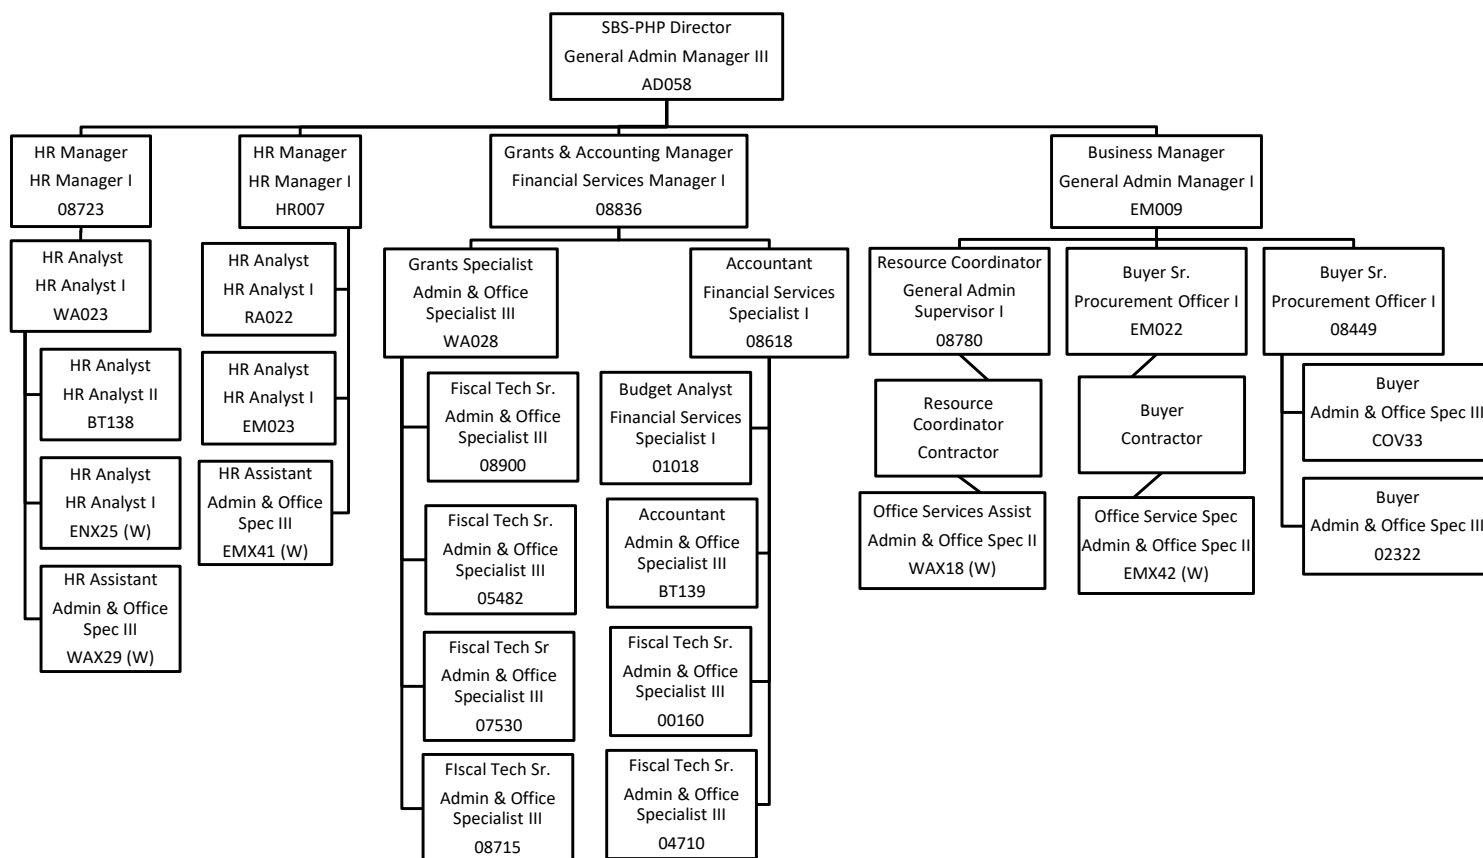 SBS-PHP Director
General Admin Manager III
AD058
HR Manager
HR Manager I
08723
HR Manager
HR Manager I
HR007
Grants & Accounting Manager
Financial Services Manager I
08836
Business Manager
General Admin Manager I
EM009
HR Analyst
HR Analyst I
WA023
HR Analyst
HR Analyst II
BT138
HR Analyst
HR Analyst I
ENX25 (W)
HR Assistant
Admin & Office
Spec III
WAX29 (W)
HR Analyst
HR Analyst I
RA022
HR Analyst
HR Analyst I
EM023
HR Assistant
Admin & Office
Spec III
EMX41 (W)
Grants Specialist
Admin & Office
Specialist III
WA028
Fiscal Tech Sr.
Admin & Office
Specialist III
08900
Fiscal Tech Sr.
Admin & Office
Specialist III
05482
Fiscal Tech Sr
Admin & Office
Specialist III
07530
FIscal Tech Sr.
Admin & Office
Specialist III
08715
Accountant
Financial Services
Specialist I
08618
Budget Analyst
Financial Services
Specialist I
01018
Accountant
Admin & Office
Specialist III
BT139
Fiscal Tech Sr.
Admin & Office
Specialist III
00160
Fiscal Tech Sr.
Admin & Office
Specialist III
04710
Resource Coordinator
General Admin
Supervisor I
08780
Resource
Coordinator
Contractor
Office Services Assist
Admin & Office Spec II
WAX18 (W)
Buyer Sr.
Procurement Officer I
EM022
Buyer
Contractor
Office Service Spec
Admin & Office Spec II
EMX42 (W)
Buyer Sr.
Procurement Officer I
08449
Buyer
Admin & Office Spec III
COV33
Buyer
Admin & Office Spec III
02322